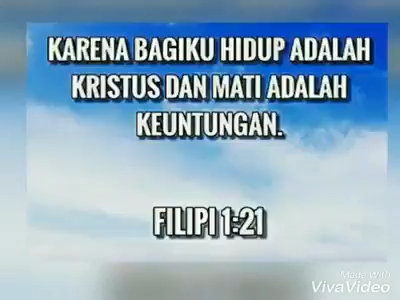 KARENA BAGIKU HIDUP ADALAH
KRISTUS DAN MATI ADALAH
KEUNTUNGAN.
FILIPI 1:21
Made With
VivaVideo